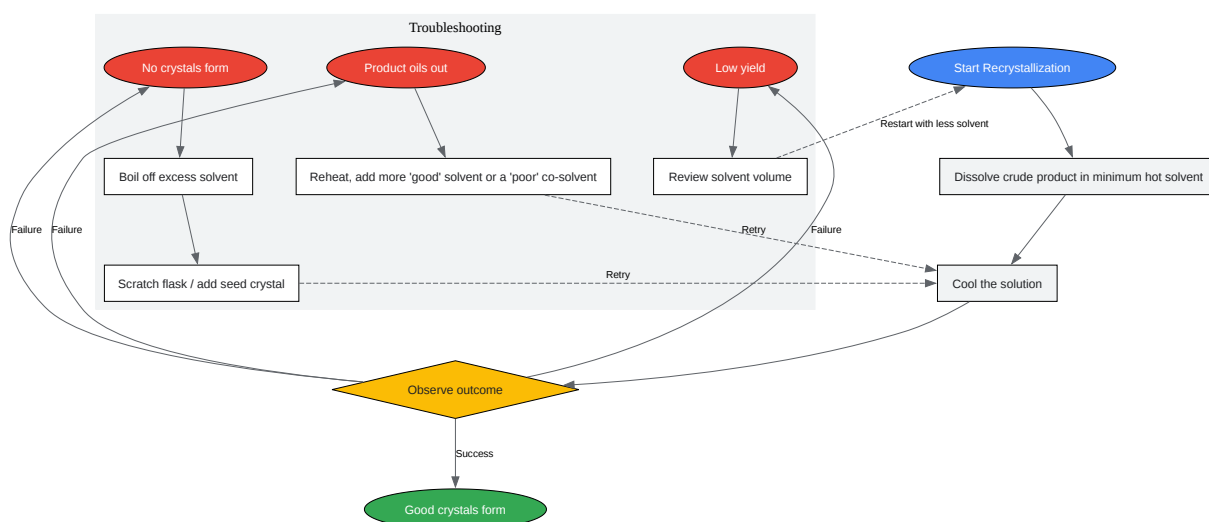 Troubleshooting
No crystals form
Product oils out
Low yield
Start Recrystallization
Restart with less solvent
Boil off excess solvent
Reheat, add more 'good' solvent or a 'poor' co-solvent
Review solvent volume
Dissolve crude product in minimum hot solvent
Failure
Failure
Retry
Failure
Retry
Scratch flask / add seed crystal
Cool the solution
Observe outcome
Success
Good crystals form